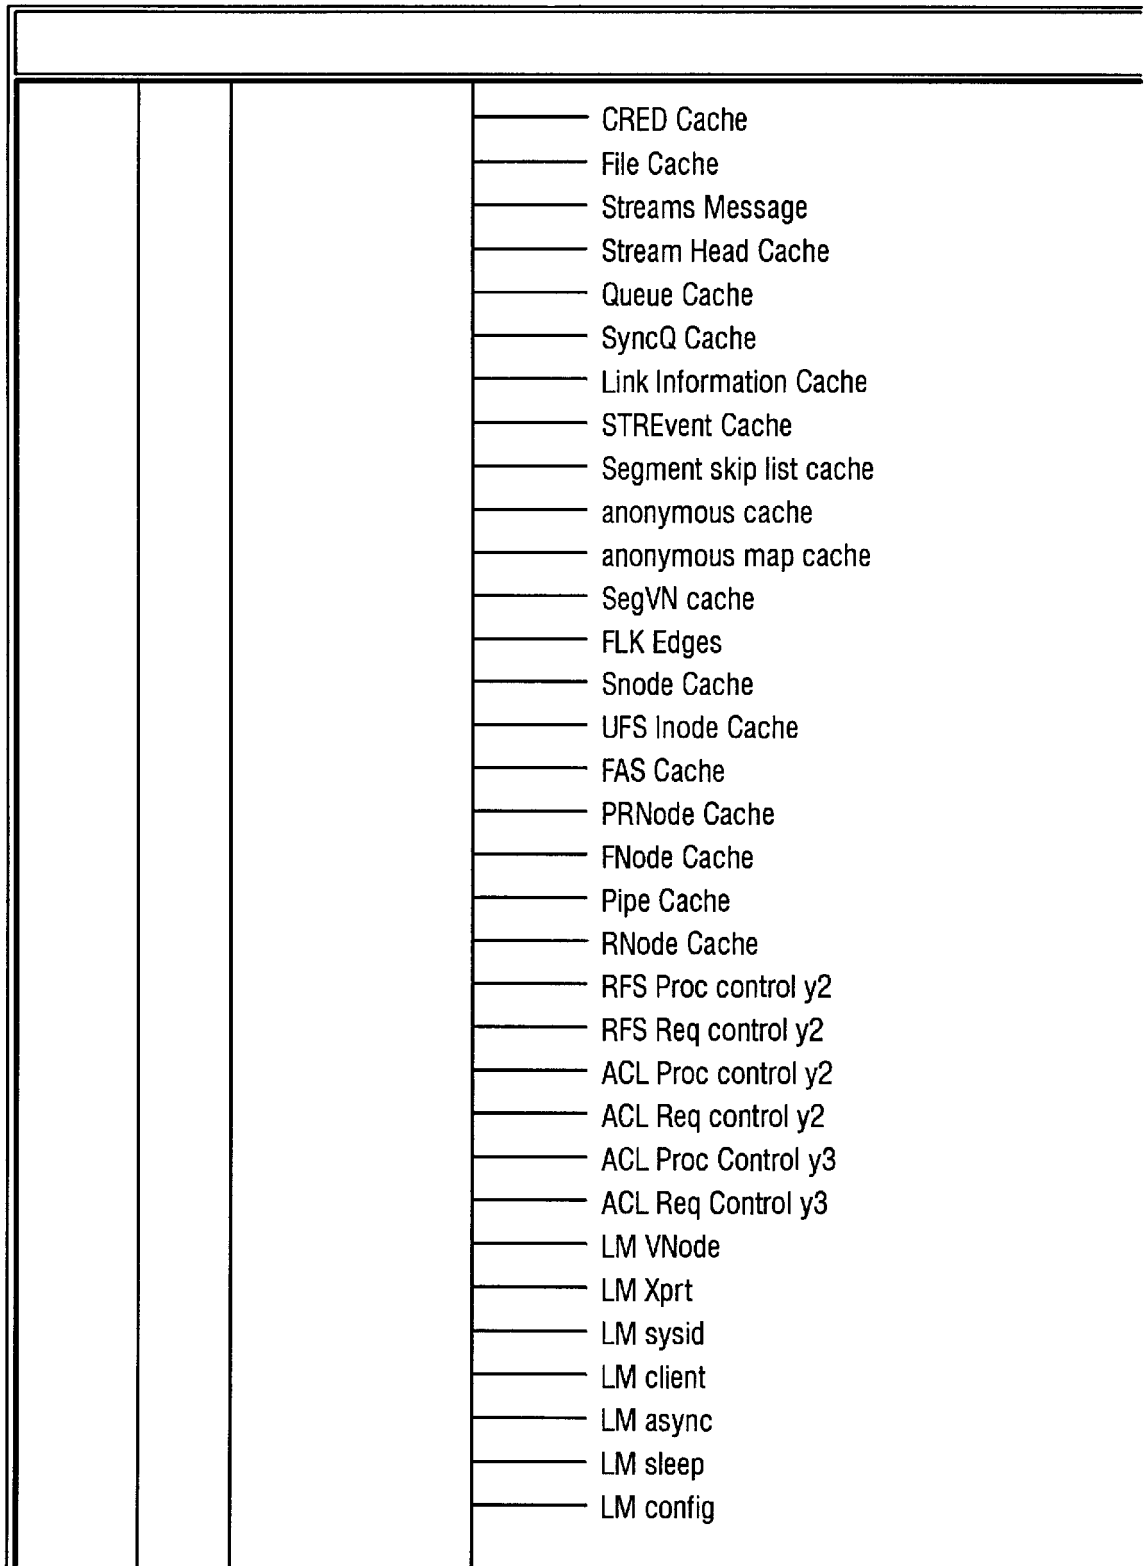 CRED Cache
File Cache
Streams Message
Stream Head Cache
Queue Cache
SyncQ Cache
Link Information Cache
STREvent Cache
Segment skip list cache
anonymous cache
anonymous map cache
SegVN cache
FLK Edges
Snode Cache
UFS Inode Cache
FAS Cache
PRNode Cache
FNode Cache
Pipe Cache
RNode Cache
RFS Proc control y2
RFS Req control y2
ACL Proc control y2
ACL Req control y2
ACL Proc Control y3
ACL Req Control y3
LM VNode
LM Xprt
LM sysid
LM client
LM async
LM sleep
LM config